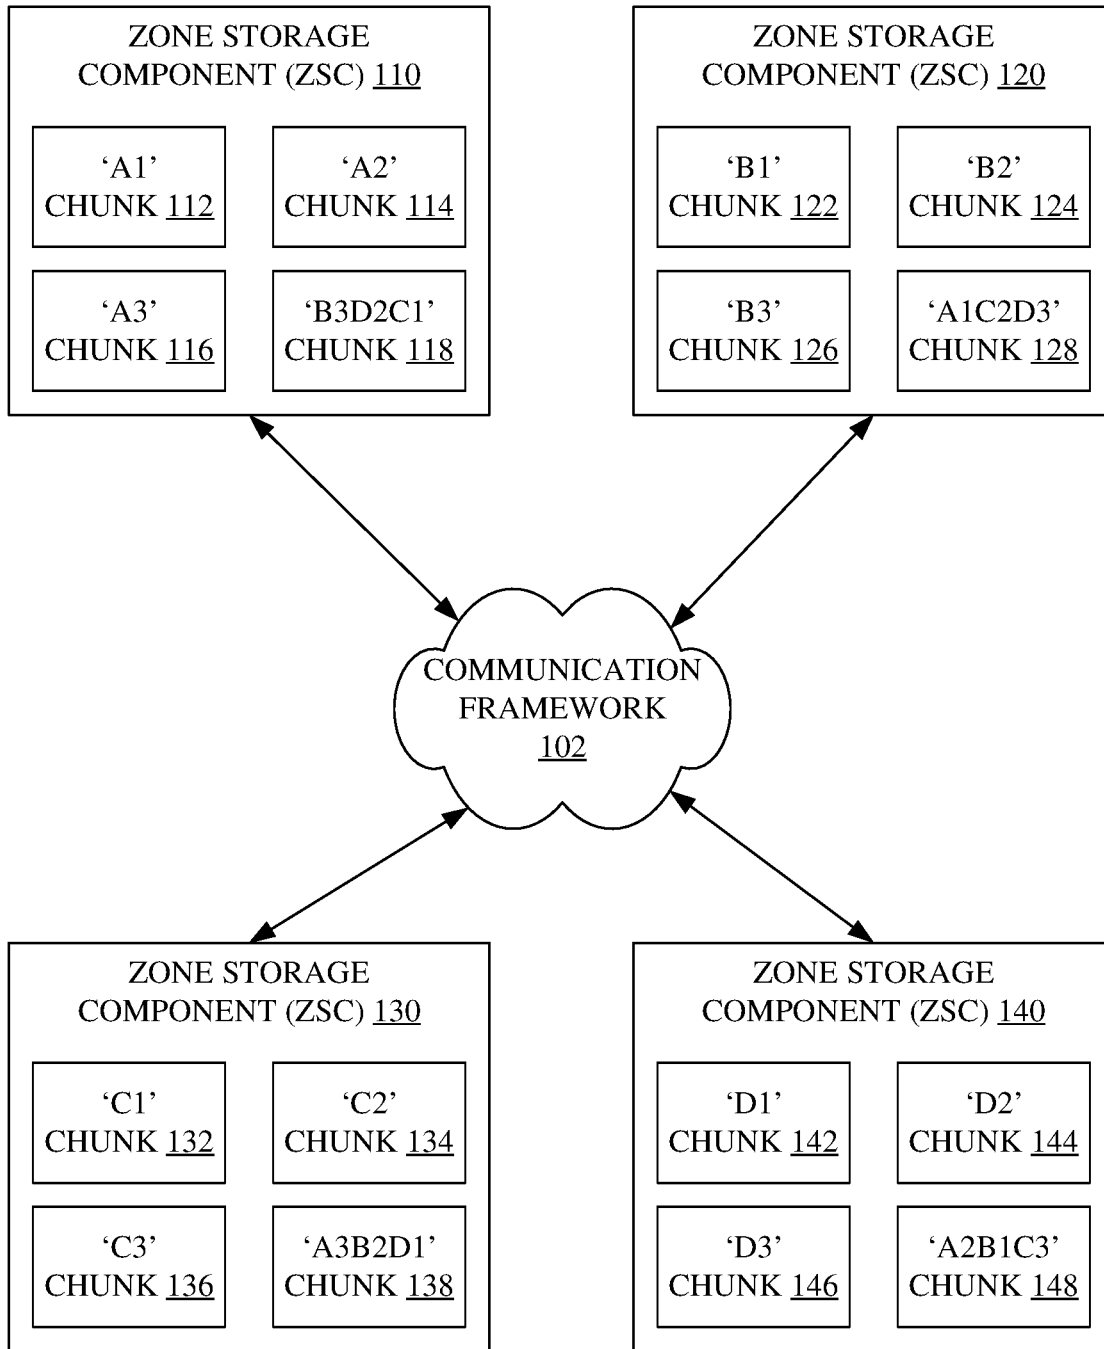 ZONE STORAGE
COMPONENT (ZSC) 110
‘A1’
CHUNK 112
‘A2’
CHUNK 114
‘A3’
CHUNK 116
‘B3D2C1’
CHUNK 118
ZONE STORAGE
COMPONENT (ZSC) 120
‘B1’
CHUNK 122
‘B2’
CHUNK 124
‘B3’
CHUNK 126
‘A1C2D3’
CHUNK 128
COMMUNICATION
FRAMEWORK
102
ZONE STORAGE
COMPONENT (ZSC) 130
‘C1’
CHUNK 132
‘C2’
CHUNK 134
‘C3’
CHUNK 136
‘A3B2D1’
CHUNK 138
ZONE STORAGE
COMPONENT (ZSC) 140
‘D1’
CHUNK 142
‘D2’
CHUNK 144
‘D3’
CHUNK 146
‘A2B1C3’
CHUNK 148